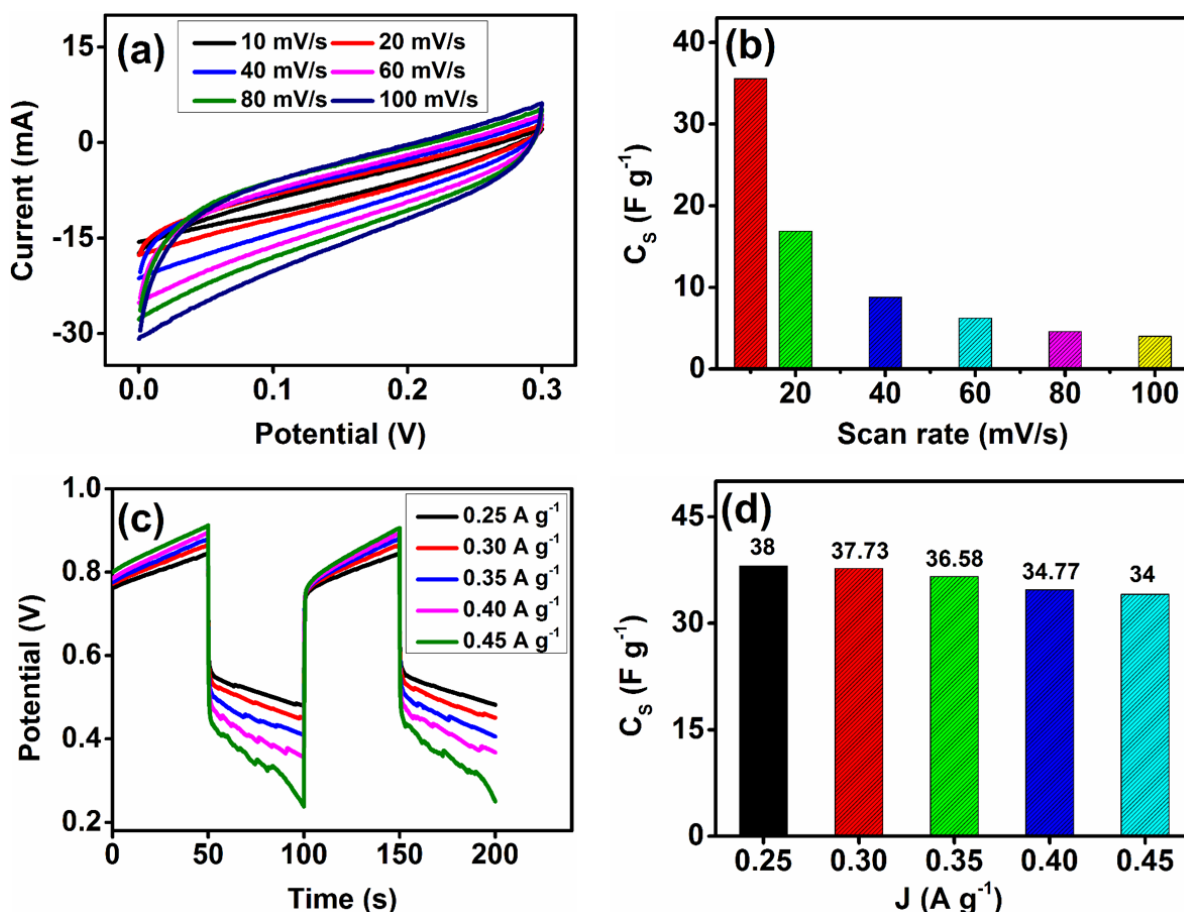 (a)
10 mV/s 20 mV/s
40 mV/s 60 mV/s
80 mV/s 100 mV/s
15
0
-15
-30
Current (mA)
0.0 0.1 0.2 0.3
Potential (V)
(b)
40
30
20
10
0
Cs (F g-1)
20 40 60 80 100
Scan rate (mV/s)
(c)
0.25 A g-1
0.30 A g-1
0.35 A g-1
0.40 A g-1
0.45 A g-1
1.0
0.8
0.6
0.4
0.2
Potential (V)
0 50 100 150 200
Time (s)
(d)
45
30
15
0
Cs (F g-1)
38 37.73 36.58 34.77 34
0.25 0.30 0.35 0.40 0.45
J (A g-1)